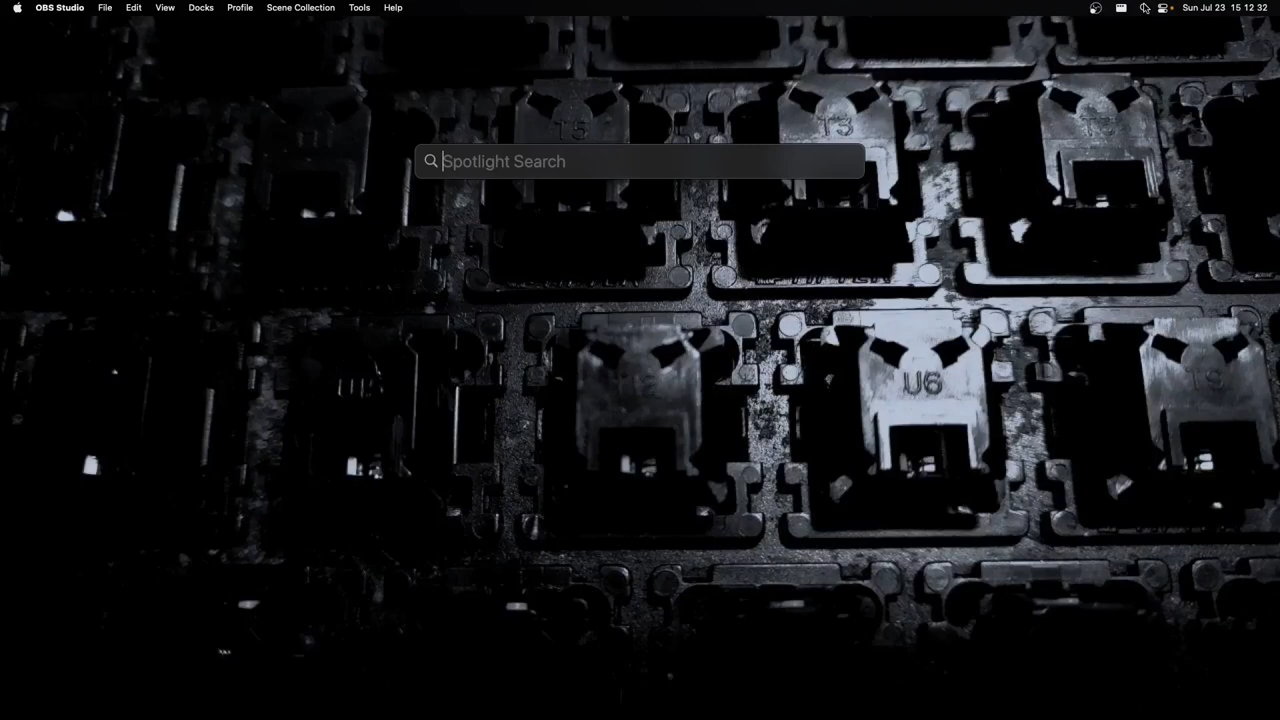 OBS Studio File Edit View Docks Profile Scene Collection Tools Help Sun Jul 23 15 12 32
T5 T3
Spotlight Search
U6